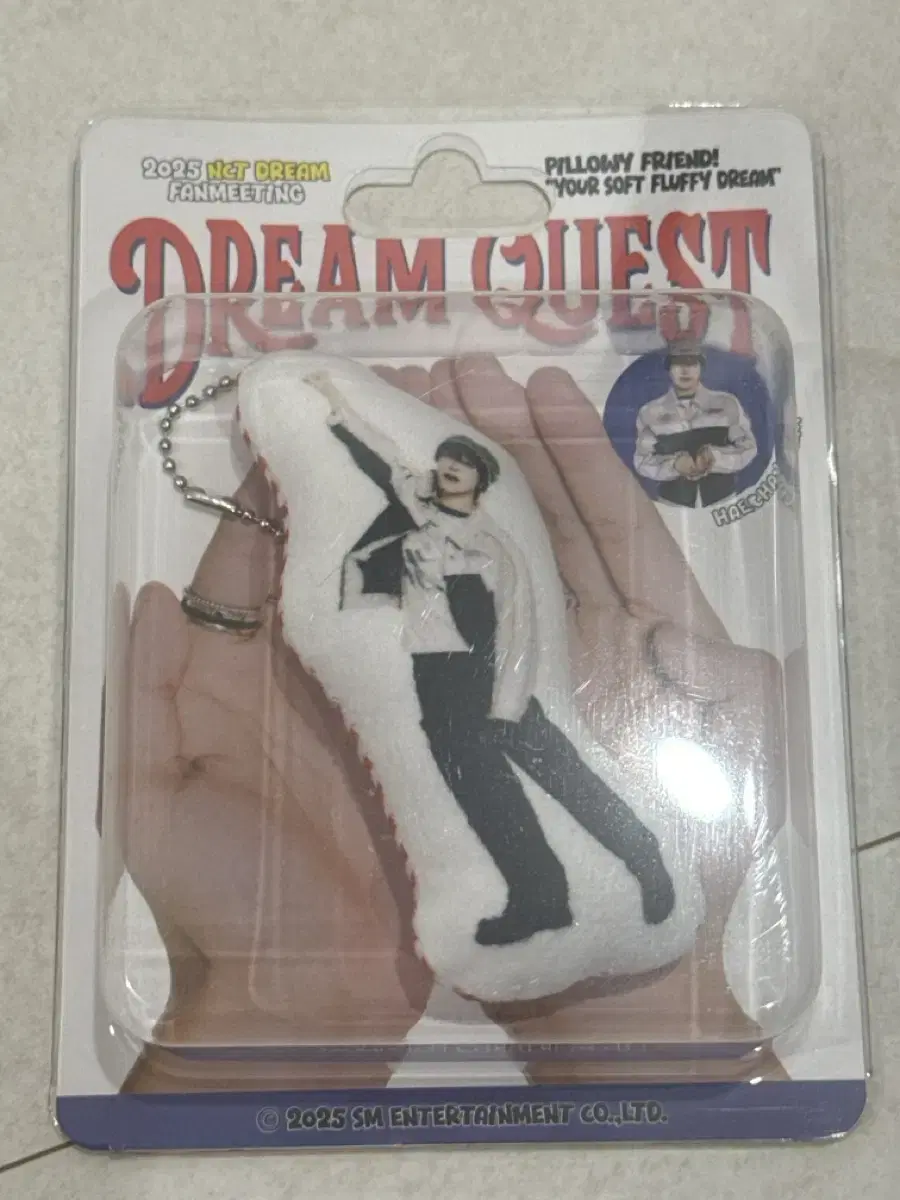 2025 NCT DREAM
FANMEETING
PILLOWY FRIEND!
"YOUR SOFT FLUFFY DREAM"
DREAM QUEST
HAECHAN
© 2025 SM ENTERTAINMENT CO.,LTD.